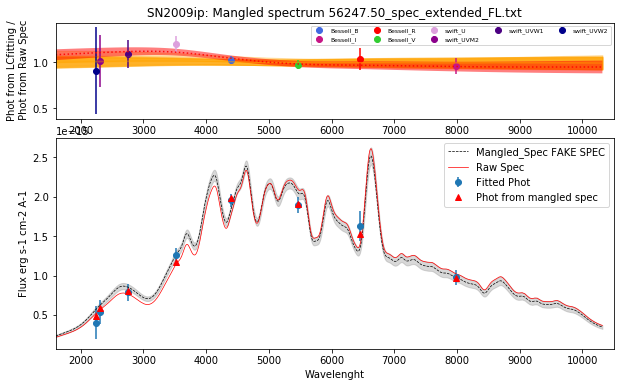 SN2009ip: Mangled spectrum 56247.50_spec_extended_FL.txt
Phot from LCfitting /
Phot from Raw Spec
1.0
0.5
Bessell_B
Bessell_I
Bessell_R
Bessell_V
swift_U
swift_UVM2
swift_UVW1
swift_UVW2
2000 3000 4000 5000 6000 7000 8000 9000 10000
Flux erg s-1 cm-2 A-1
2.5
2.0
1.5
1.0
0.5
Mangled_Spec FAKE SPEC
Raw Spec
Fitted Phot
Phot from mangled spec
2000 3000 4000 5000 6000 7000 8000 9000 10000
Wavelenght